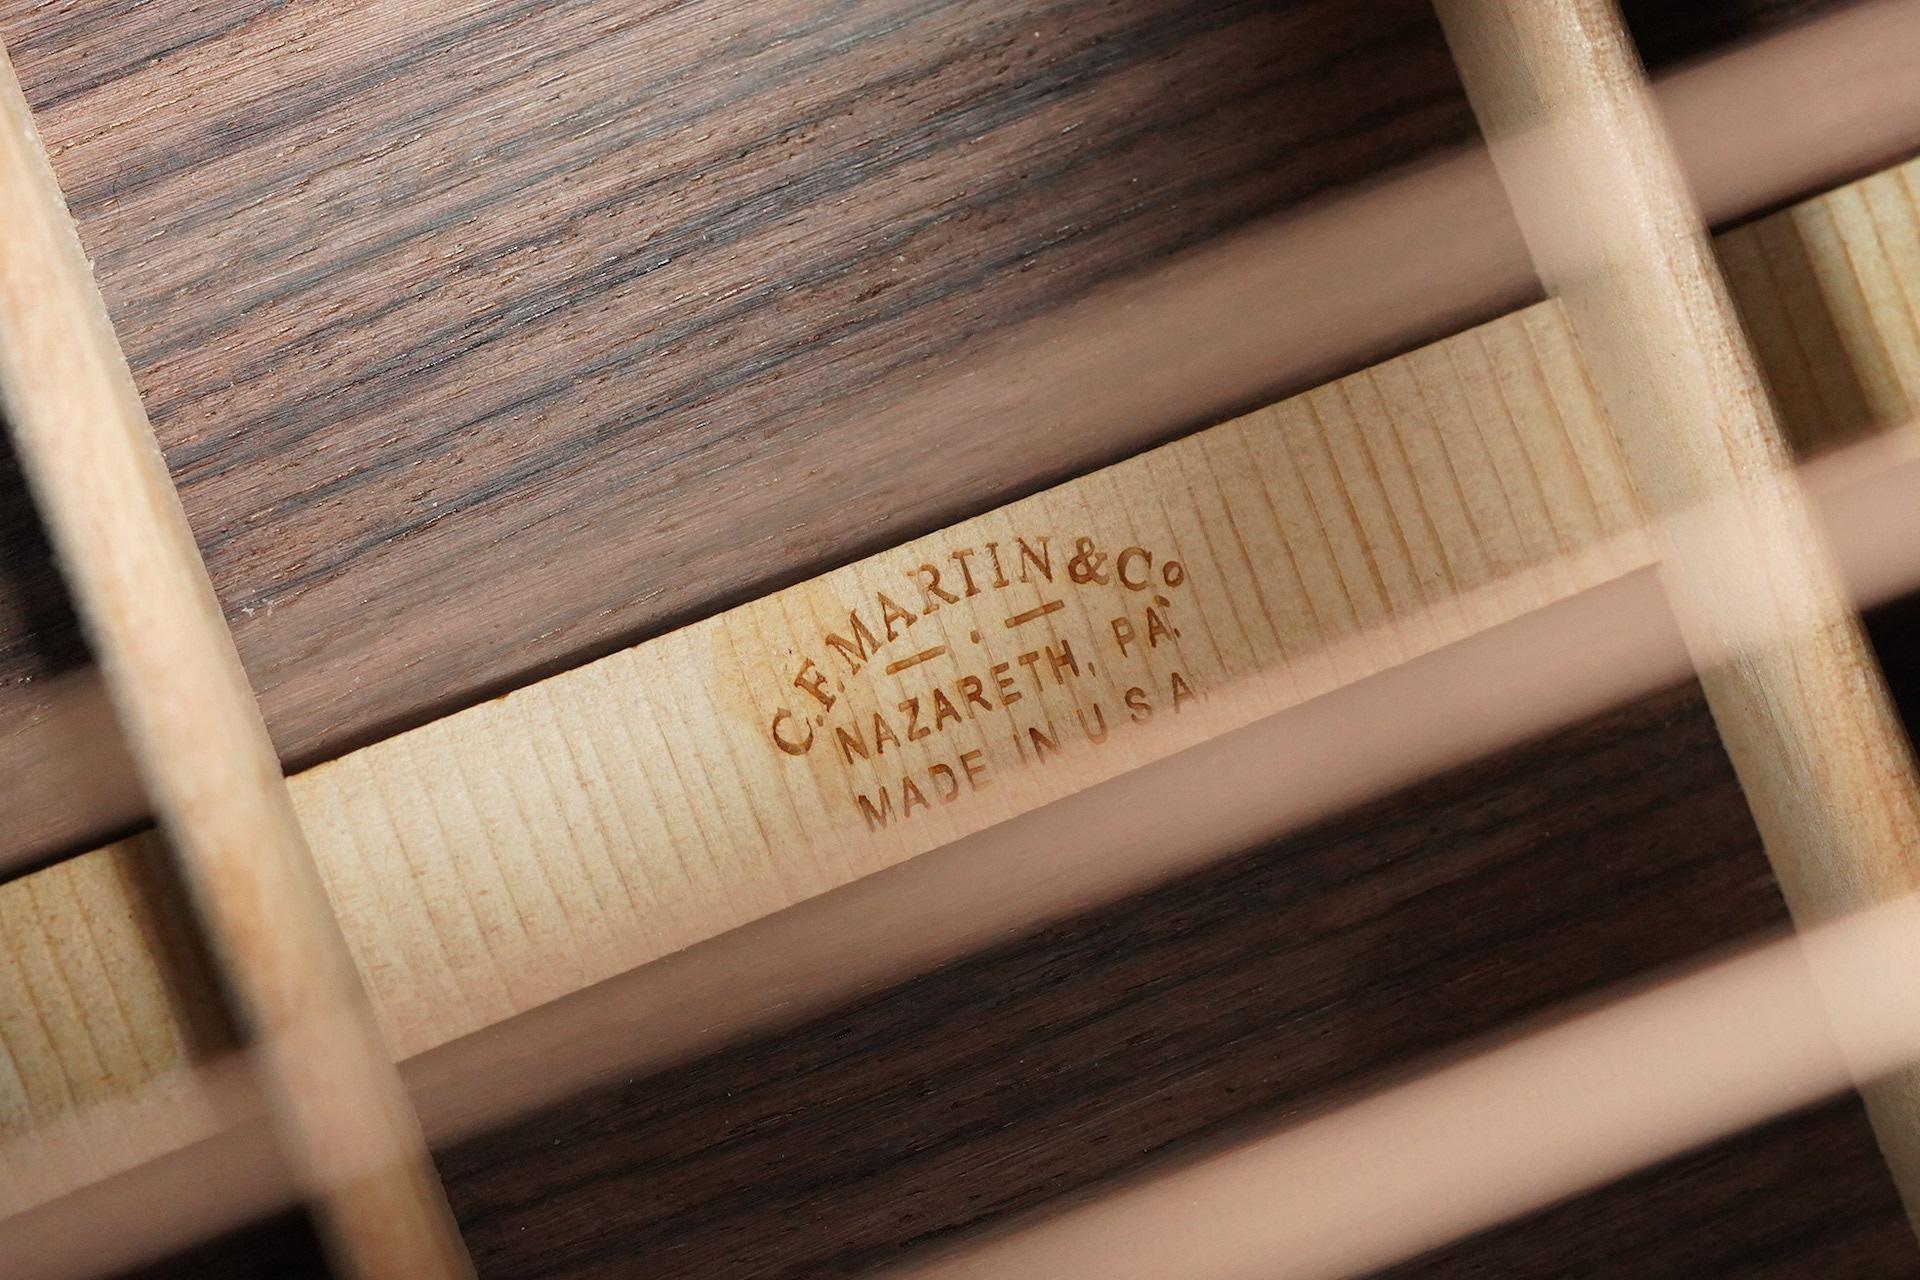 C.F. MARTIN & Co
NAZARETH, PA.
MADE IN U S A.